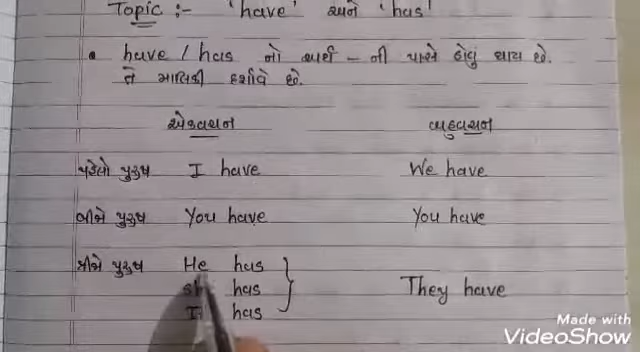 Topic :- 'have' અને 'has'
• have / has નો અર્થ – ની પાસે હોવું થાય છે.
તે માલિકી દર્શાવે છે.
એકવચન બહુવચન
પહેલો પુરુષ I have We have
બીજો પુરુષ You have You have
ત્રીજો પુરુષ He has
has They have
has
Made with
VideoShow